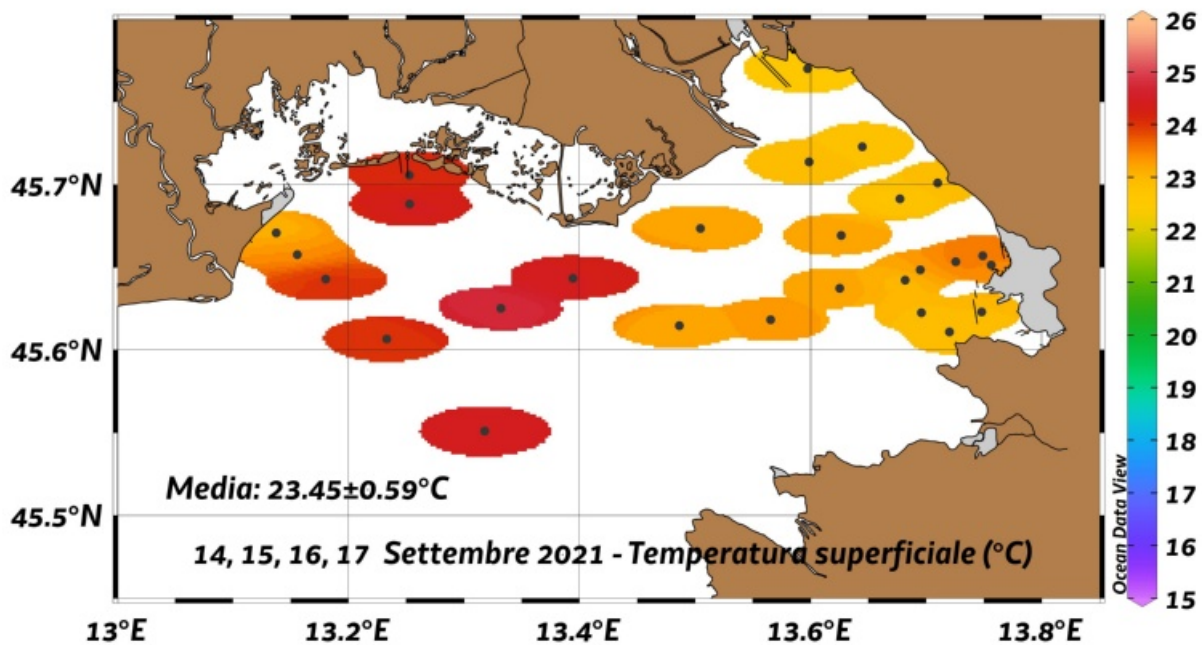 26
25
24
23
22
21
20
19
18
17
16
15
Ocean Data View
45.7°N
45.6°N
45.5°N
Media: 23.45±0.59°C
14, 15, 16, 17 Settembre 2021 - Temperatura superficiale (°C)
13°E 13.2°E 13.4°E 13.6°E 13.8°E